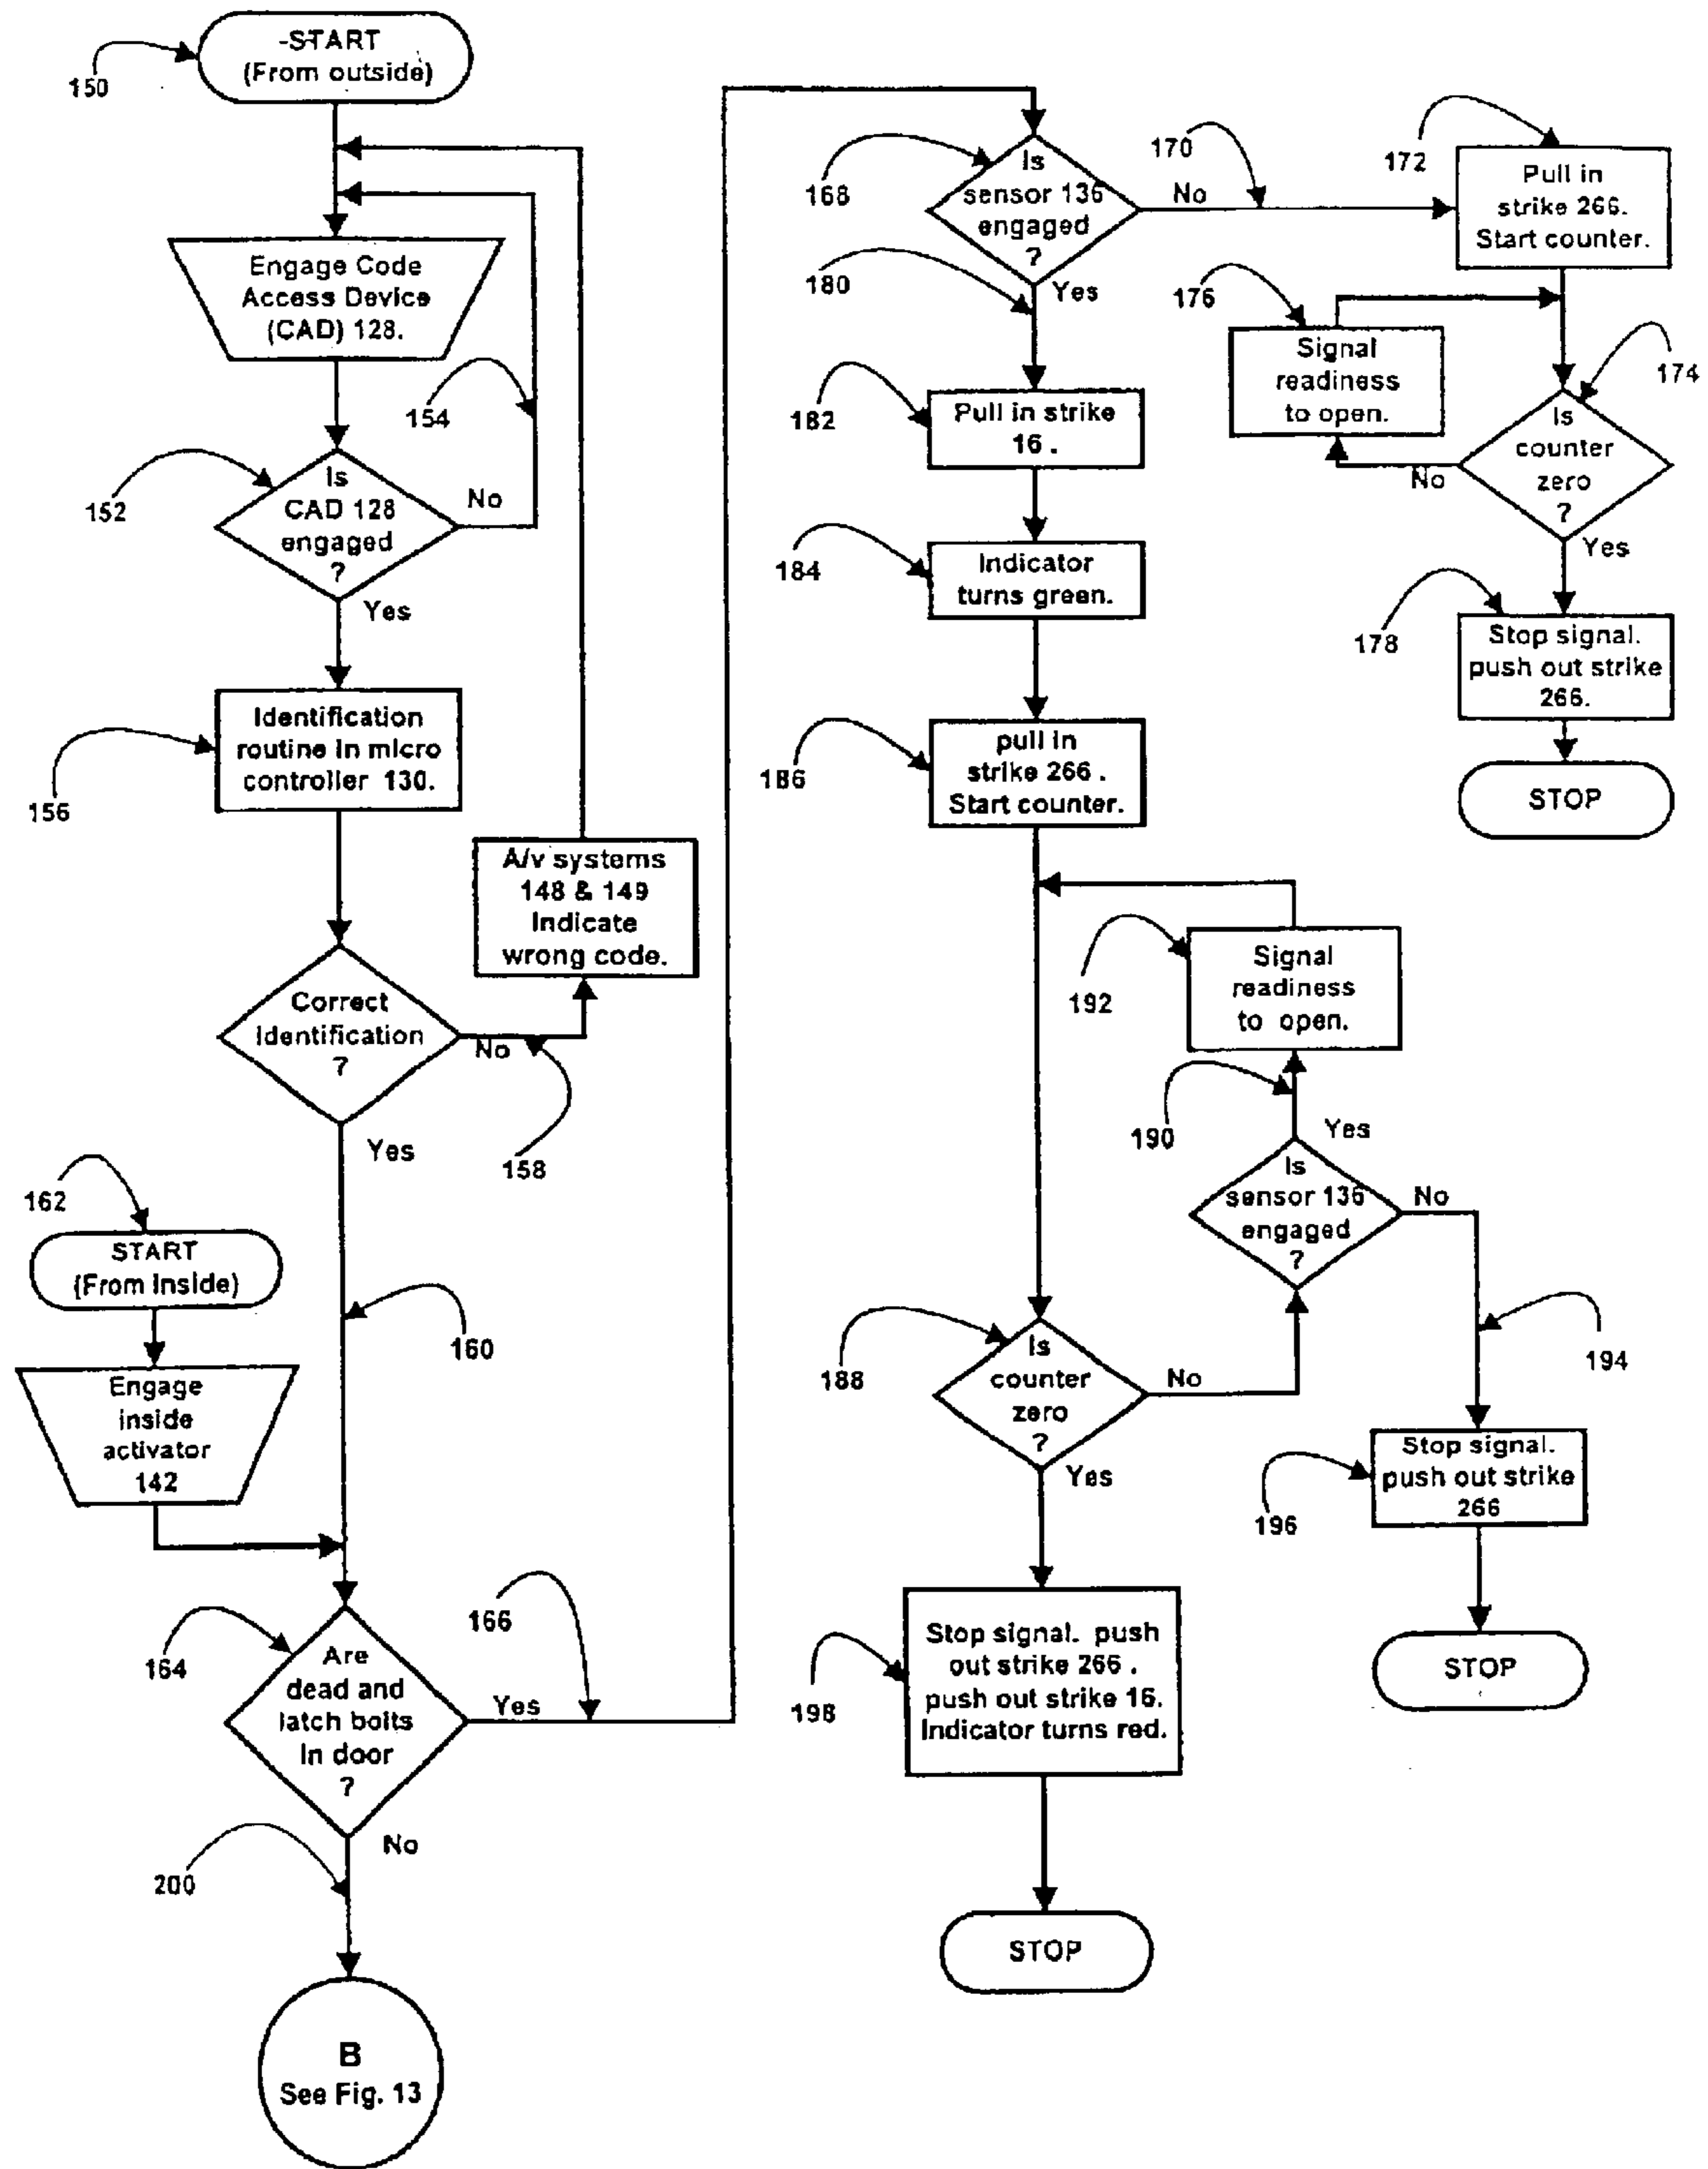 -START
(From outside)
150
Engage Code
Access Device
(CAD) 128.
154
152
Is
CAD 128
engaged
?
No
Yes
Identification
routine in micro
controller 130.
156
A/v systems
148 & 149
Indicate
wrong code.
Correct
Identification
?
No
158
Yes
162
START
(From Inside)
160
Engage
inside
activator
142
166
164
Are
dead and
latch bolts
In door
?
Yes
No
200
B
See Fig. 13
168
Is
sensor 136
engaged
?
No
170
172
Pull in
strike 266.
Start counter.
180
Yes
176
Signal
readiness
to open.
174
Is
counter
zero
?
No
Yes
178
Stop signal.
push out strike
266.
STOP
182
Pull in strike
16 .
184
Indicator
turns green.
186
pull in
strike 266 .
Start counter.
192
Signal
readiness
to open.
190
Yes
Is
sensor 136
engaged
?
No
194
188
Is
counter
zero
?
No
Yes
196
Stop signal.
push out strike
266
STOP
198
Stop signal. push
out strike 266 .
push out strike 16.
Indicator turns red.
STOP